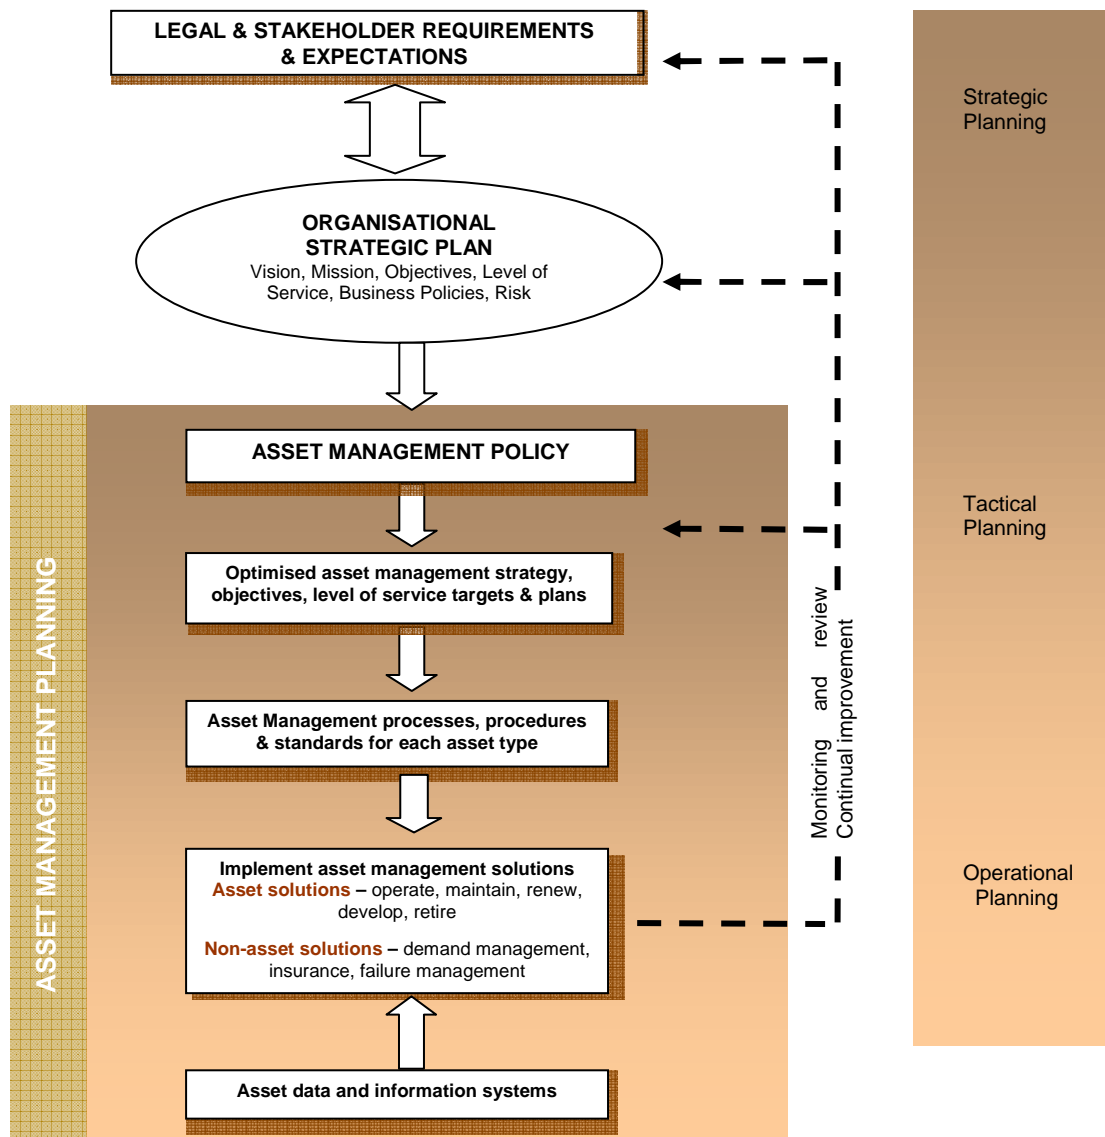 LEGAL & STAKEHOLDER REQUIREMENTS
& EXPECTATIONS
Strategic
Planning
ORGANISATIONAL
STRATEGIC PLAN
Vision, Mission, Objectives, Level of
Service, Business Policies, Risk
ASSET MANAGEMENT PLANNING
ASSET MANAGEMENT POLICY
Tactical
Planning
Optimised asset management strategy,
objectives, level of service targets & plans
Monitoring and review
Continual improvement
Asset Management processes, procedures
& standards for each asset type
Implement asset management solutions
Asset solutions – operate, maintain, renew,
develop, retire
Non-asset solutions – demand management,
insurance, failure management
Operational
Planning
Asset data and information systems